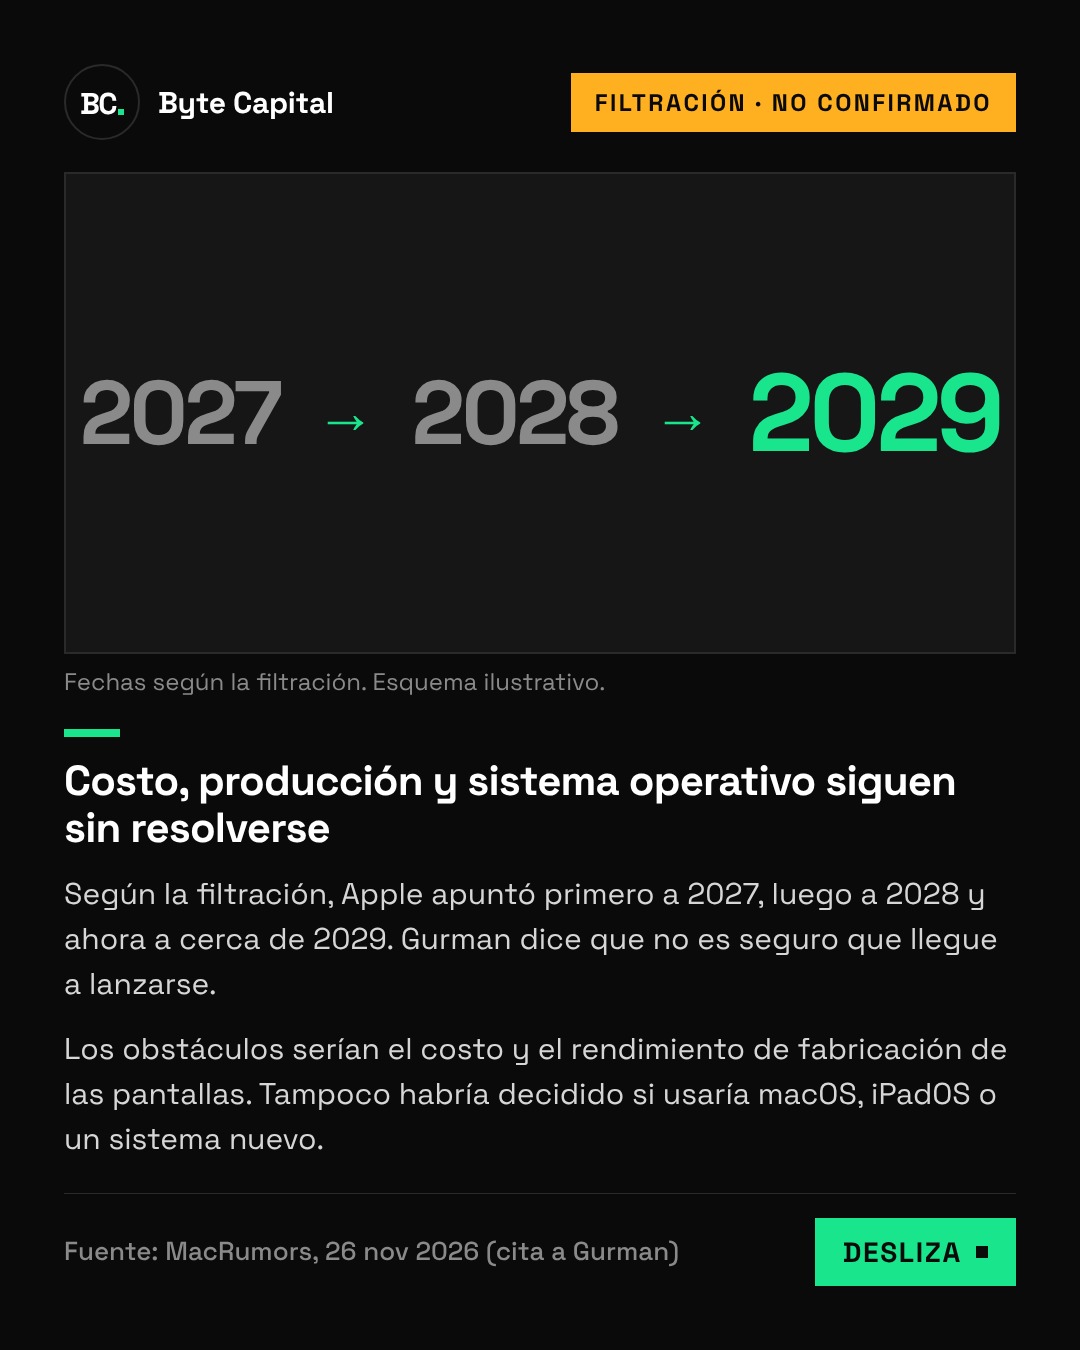 BC.
Byte Capital
FILTRACIÓN · NO CONFIRMADO
2027 → 2028 → 2029
Fechas según la filtración. Esquema ilustrativo.
Costo, producción y sistema operativo siguen
sin resolverse
Según la filtración, Apple apuntó primero a 2027, luego a 2028 y
ahora a cerca de 2029. Gurman dice que no es seguro que llegue
a lanzarse.
Los obstáculos serían el costo y el rendimiento de fabricación de
las pantallas. Tampoco habría decidido si usaría macOS, iPadOS o
un sistema nuevo.
Fuente: MacRumors, 26 nov 2026 (cita a Gurman)
DESLIZA